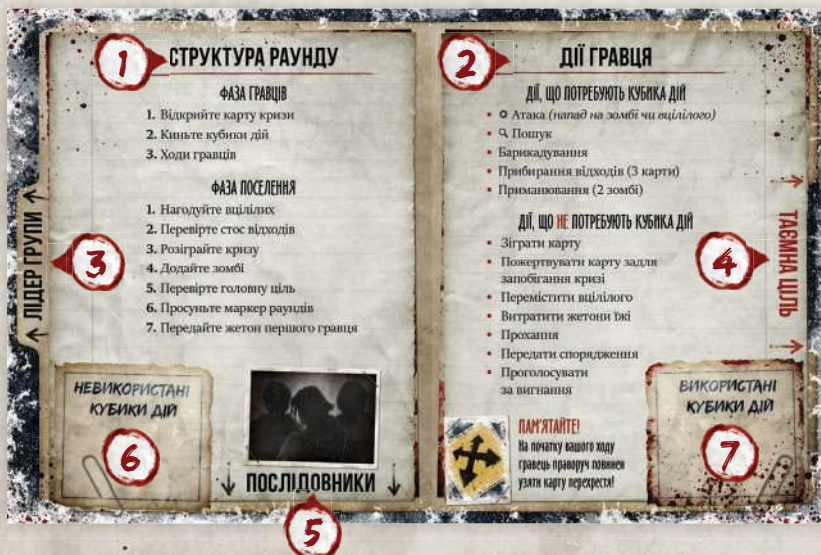 1
СТРУКТУРА РАУНДУ
ФАЗА ГРАВЦІВ
1. Відкрийте карту кризи
2. Киньте кубики дій
3. Ходи гравців
ФАЗА ПОСЕЛЕННЯ
1. Нагодуйте вцілілих
2. Перевірте стос відходів
3. Розіграйте кризу
4. Додайте зомбі
5. Перевірте головну ціль
6. Просуньте маркер раундів
7. Передайте жетон першого гравця
ЛІДЕР ГРУПИ
3
НЕВИКОРИСТАНІ
КУБИКИ ДІЙ
6
ПОСЛІДОВНИКИ
5
2
ДІЇ ГРАВЦЯ
ДІЇ, ЩО ПОТРЕБУЮТЬ КУБИКА ДІЙ
• Атака (напад на зомбі чи вцілілого)
• Пошук
• Барикадування
• Прибирання відходів (3 карти)
• Приманювання (2 зомбі)
ДІЇ, ЩО НЕ ПОТРЕБУЮТЬ КУБИКА ДІЙ
• Зіграти карту
• Пожертвувати карту задля
запобігання кризі
• Перемістити вцілілого
• Витратити жетони їжі
• Прохання
• Передати спорядження
• Проголосувати
за вигнання
ПАМ'ЯТАЙТЕ!
На початку вашого ходу
гравець праворуч повинен
узяти карту перехрестя!
ТАЄМНА ЦІЛЬ
4
ВИКОРИСТАНІ
КУБИКИ ДІЙ
7